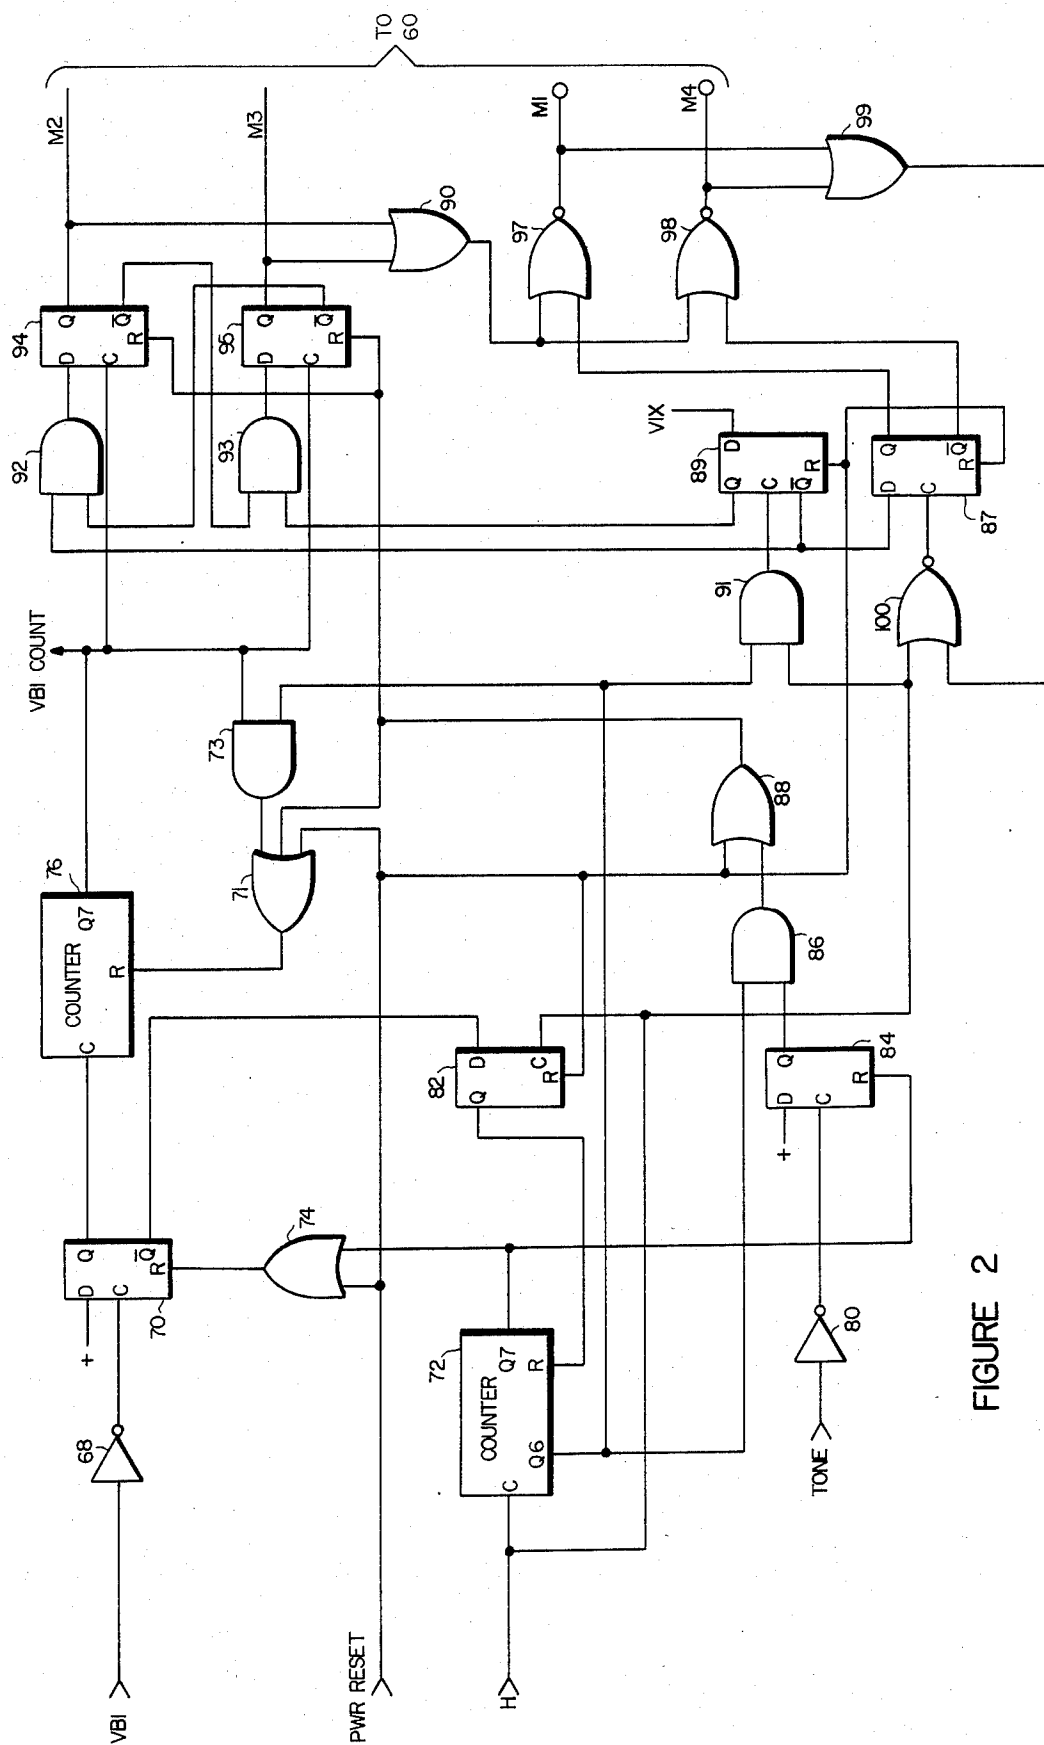 TO
60
M2
M3
M1
M4
99
90
97
98
94
Q
D
Q
C
R
95
Q
D
Q
C
R
92
93
VIX
89
D
Q
C
Q
R
Q
D
Q
C
R
87
91
100
VBI COUNT
73
88
76
Q7
COUNTER
C
R
71
86
82
D
Q
C
R
84
Q
D
C
R
+
74
Q
D
Q
C
R
70
+
72
Q7
COUNTER
R
Q6
C
80
68
TONE
VBI
PWR RESET
H
FIGURE 2